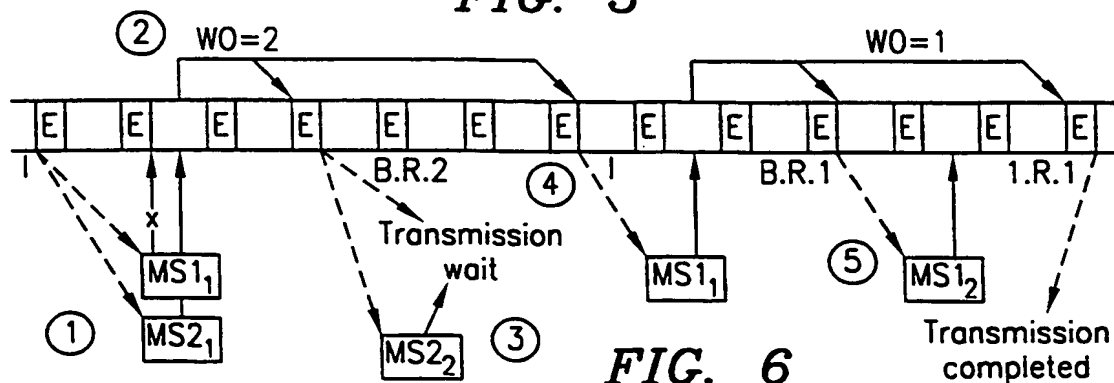 FIG. 5
② WO=2 WO=1
E E E E E E E E E E E E E
I B.R.2 ④ I B.R.1 1.R.1
x
Transmission
wait
MS1₁ MS1₁ ⑤ MS1₂
① MS2₁ MS2₂ ③
Transmission
completed
FIG. 6